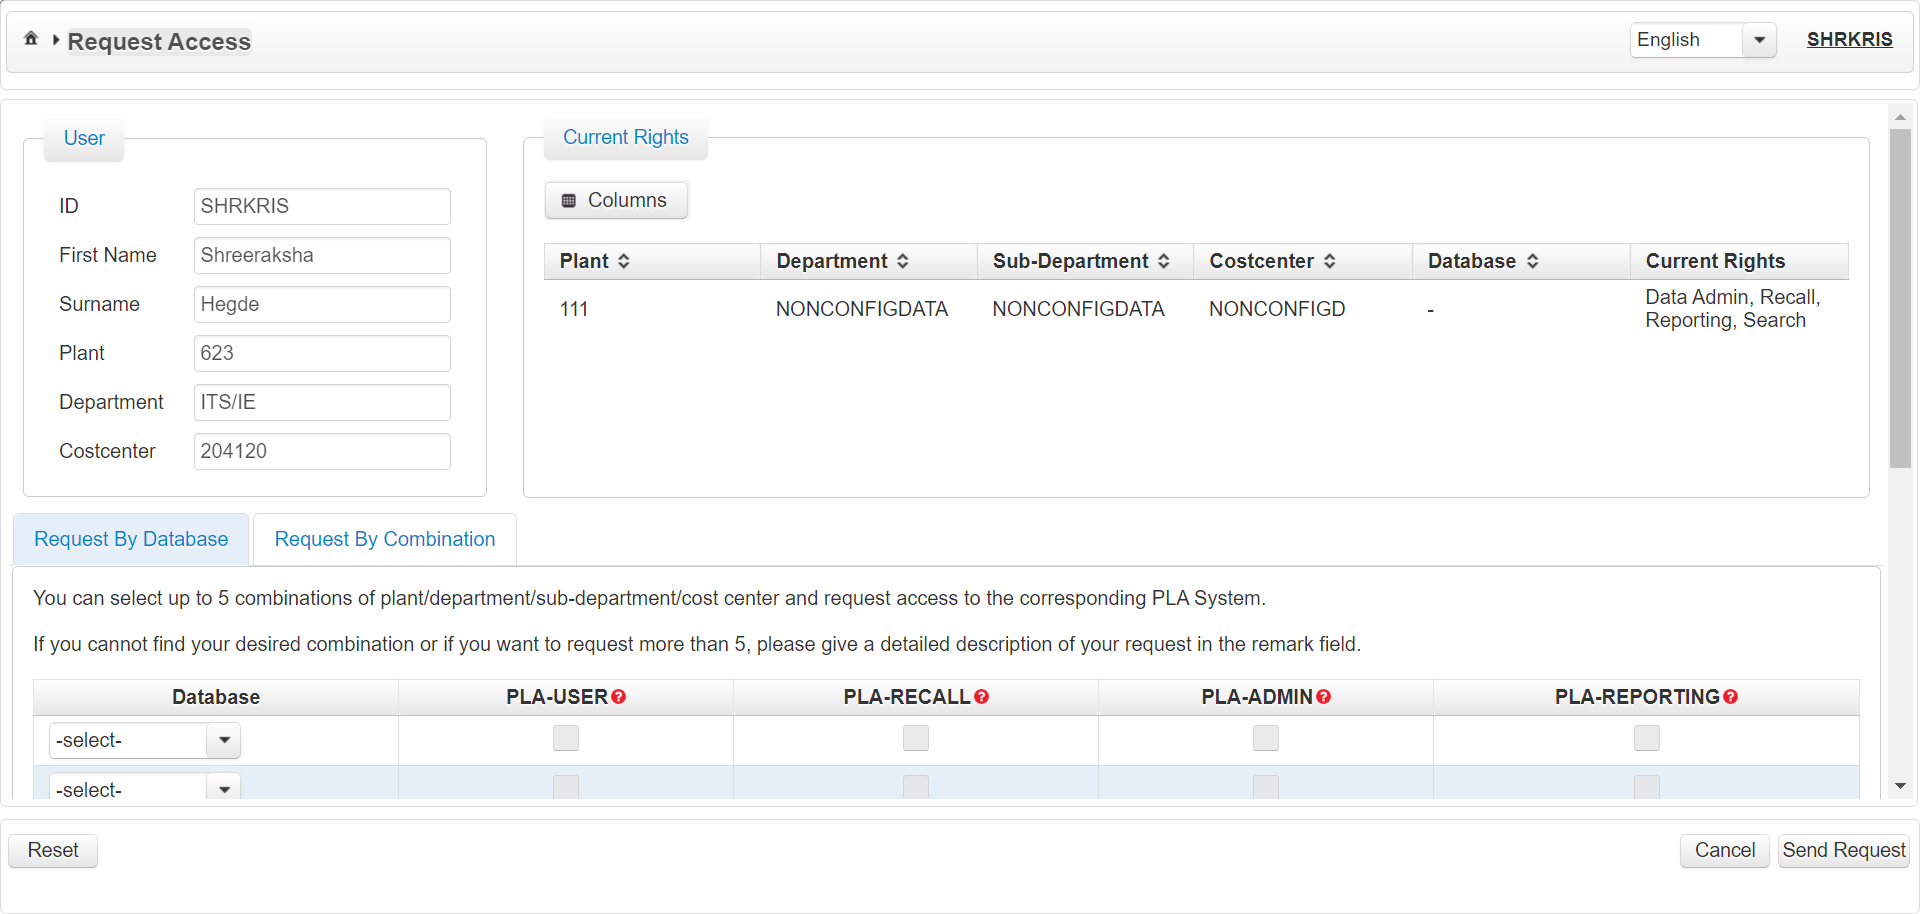 Request Access
English
SHRKRIS
User
ID
SHRKRIS
First Name
Shreeraksha
Surname
Hegde
Plant
623
Department
ITS/IE
Costcenter
204120
Current Rights
Columns
Plant Department Sub-Department Costcenter Database Current Rights
111 NONCONFIGDATA NONCONFIGDATA NONCONFIGD - Data Admin, Recall,
Reporting, Search
Request By Database
Request By Combination
You can select up to 5 combinations of plant/department/sub-department/cost center and request access to the corresponding PLA System.
If you cannot find your desired combination or if you want to request more than 5, please give a detailed description of your request in the remark field.
Database PLA-USER? PLA-RECALL? PLA-ADMIN? PLA-REPORTING?
-select-
-select-
Reset
Cancel
Send Request